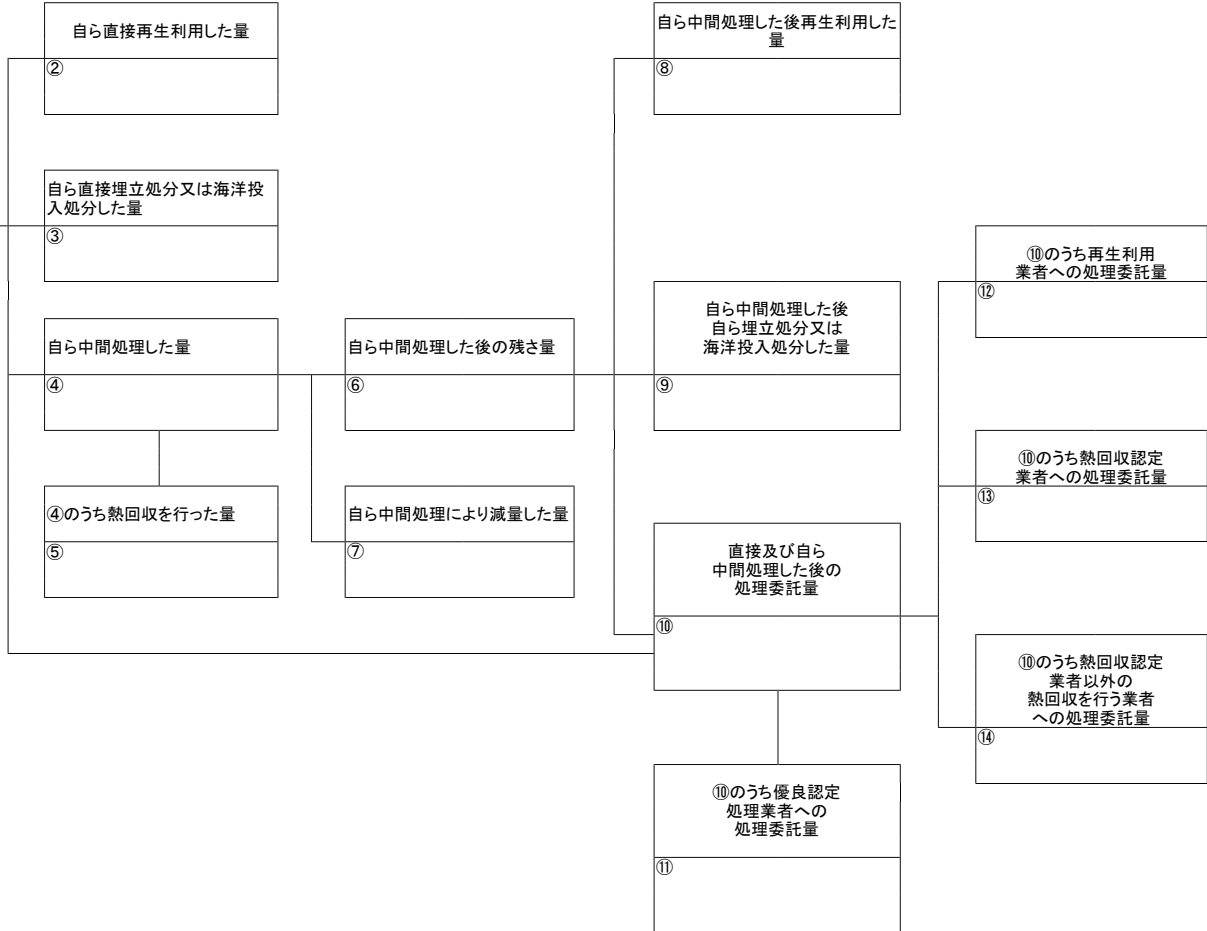 自ら直接再生利用した量
②
自ら中間処理した後再生利用した
量
⑧
自ら直接埋立処分又は海洋投
入処分した量
③
⑩のうち再生利用
業者への処理委託量
⑫
自ら中間処理した量
④
自ら中間処理した後の残さ量
⑥
自ら中間処理した後
自ら埋立処分又は
海洋投入処分した量
⑨
⑩のうち熱回収認定
業者への処理委託量
⑬
④のうち熱回収を行った量
⑤
自ら中間処理により減量した量
⑦
直接及び自ら
中間処理した後の
処理委託量
⑩
⑩のうち熱回収認定
業者以外の
熱回収を行う業者
への処理委託量
⑭
⑩のうち優良認定
処理業者への
処理委託量
⑪